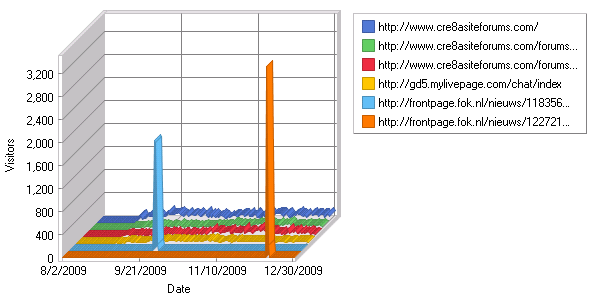 Visitors
3,200
2,800
2,400
2,000
1,600
1,200
800
400
0
8/2/2009
9/21/2009
11/10/2009
12/30/2009
Date
http://www.cre8asiteforums.com/
http://www.cre8asiteforums.com/forums...
http://www.cre8asiteforums.com/forums...
http://gd5.mylivepage.com/chat/index
http://frontpage.fok.nl/nieuws/118356...
http://frontpage.fok.nl/nieuws/122721...